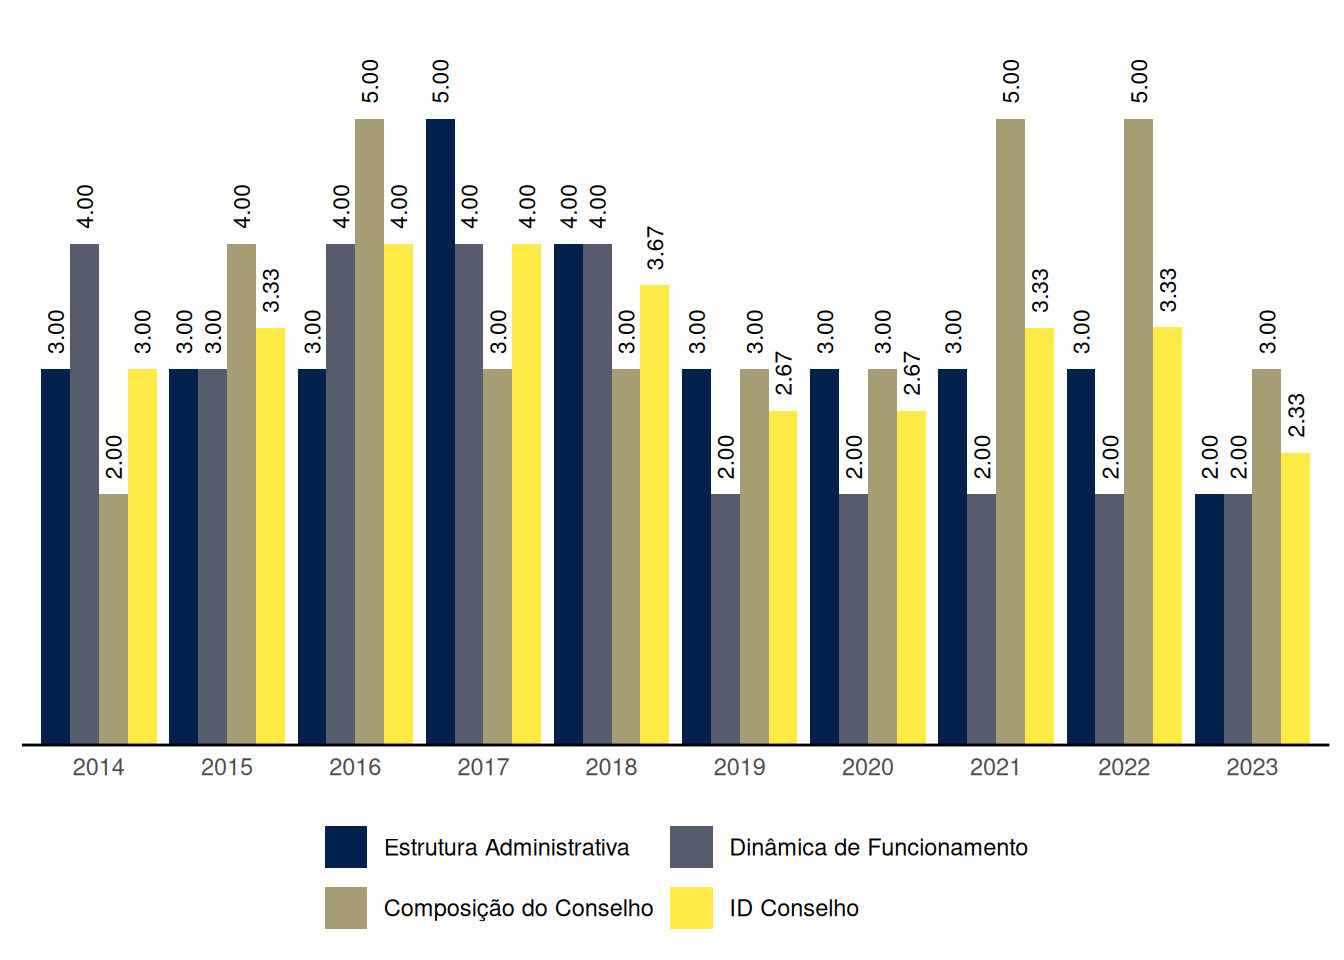 3.00 4.00 2.00 3.00
3.00 3.00 4.00 3.33
3.00 4.00 5.00 4.00
5.00 4.00 3.00 4.00
4.00 4.00 3.00 3.67
3.00 2.00 3.00 2.67
3.00 2.00 3.00 2.67
3.00 2.00 5.00 3.33
3.00 2.00 5.00 3.33
2.00 2.00 3.00 2.33
2014 2015 2016 2017 2018 2019 2020 2021 2022 2023
Estrutura Administrativa Dinâmica de Funcionamento
Composição do Conselho ID Conselho